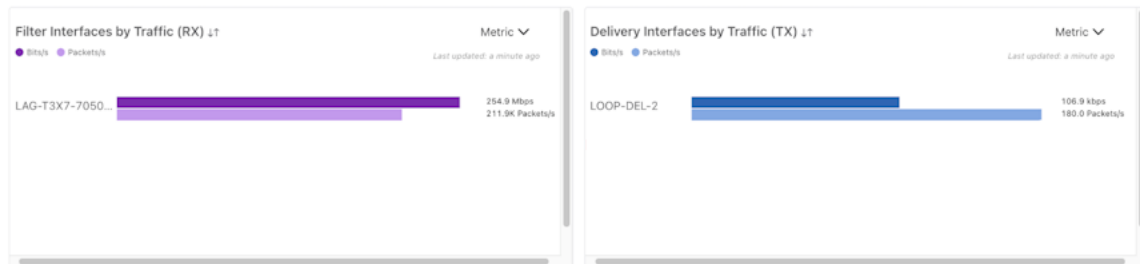 Filter Interfaces by Traffic (RX) ↓↑
Metric
Bits/s Packets/s
Last updated: a minute ago
LAG-T3X7-7050...
254.9 Mbps
211.9K Packets/s
Delivery Interfaces by Traffic (TX) ↓↑
Metric
Bits/s Packets/s
Last updated: a minute ago
LOOP-DEL-2
106.9 kbps
180.0 Packets/s